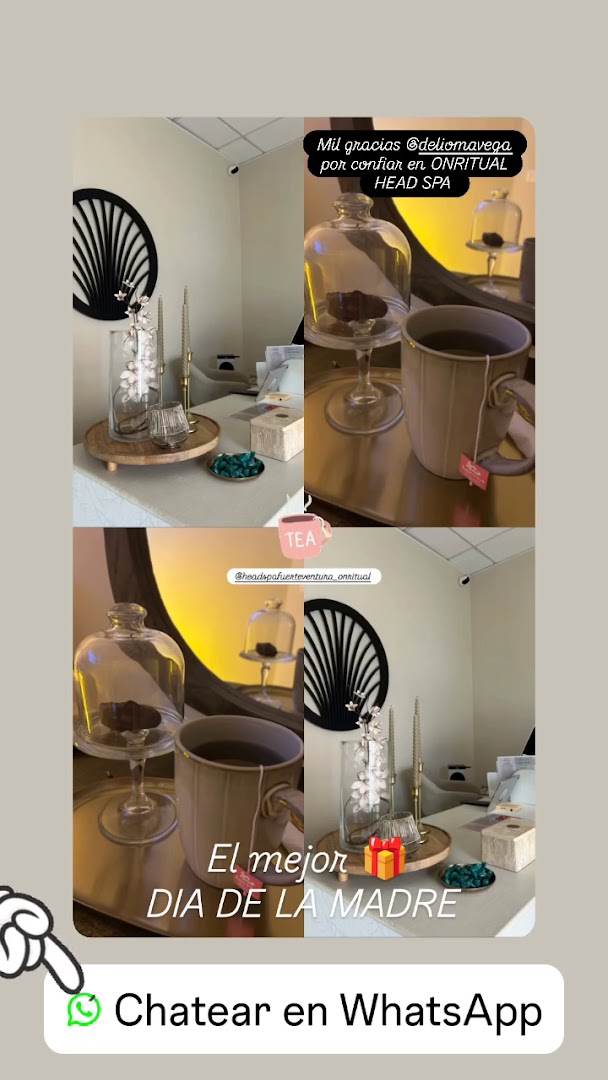 Mil gracias @deliomavega
por confiar en ONRITUAL
HEAD SPA
TEA
@headspafuerteventura_onritual
El mejor
DIA DE LA MADRE
Chatear en WhatsApp